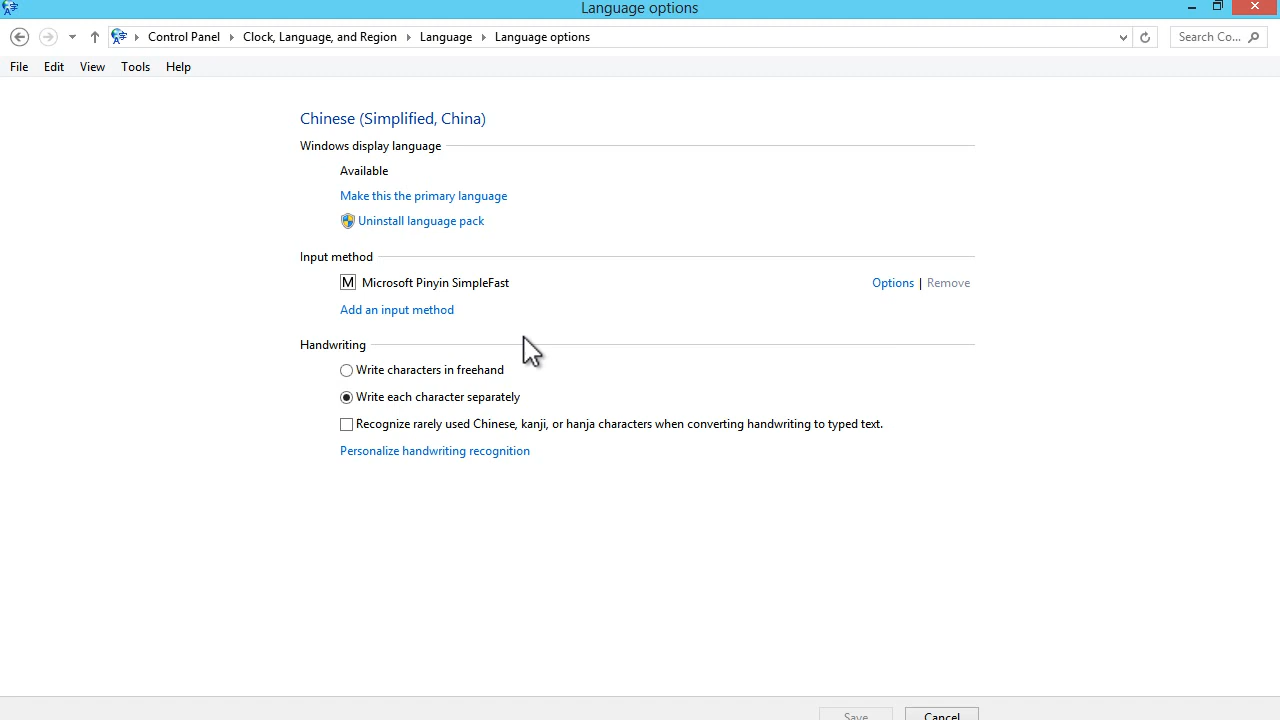 Language options
Control Panel Clock, Language, and Region Language Language options Search Co...
File Edit View Tools Help
Chinese (Simplified, China)
Windows display language
Available
Make this the primary language
Uninstall language pack
Input method
M Microsoft Pinyin SimpleFast Options | Remove
Add an input method
Handwriting
Write characters in freehand
Write each character separately
Recognize rarely used Chinese, kanji, or hanja characters when converting handwriting to typed text.
Personalize handwriting recognition
Save Cancel